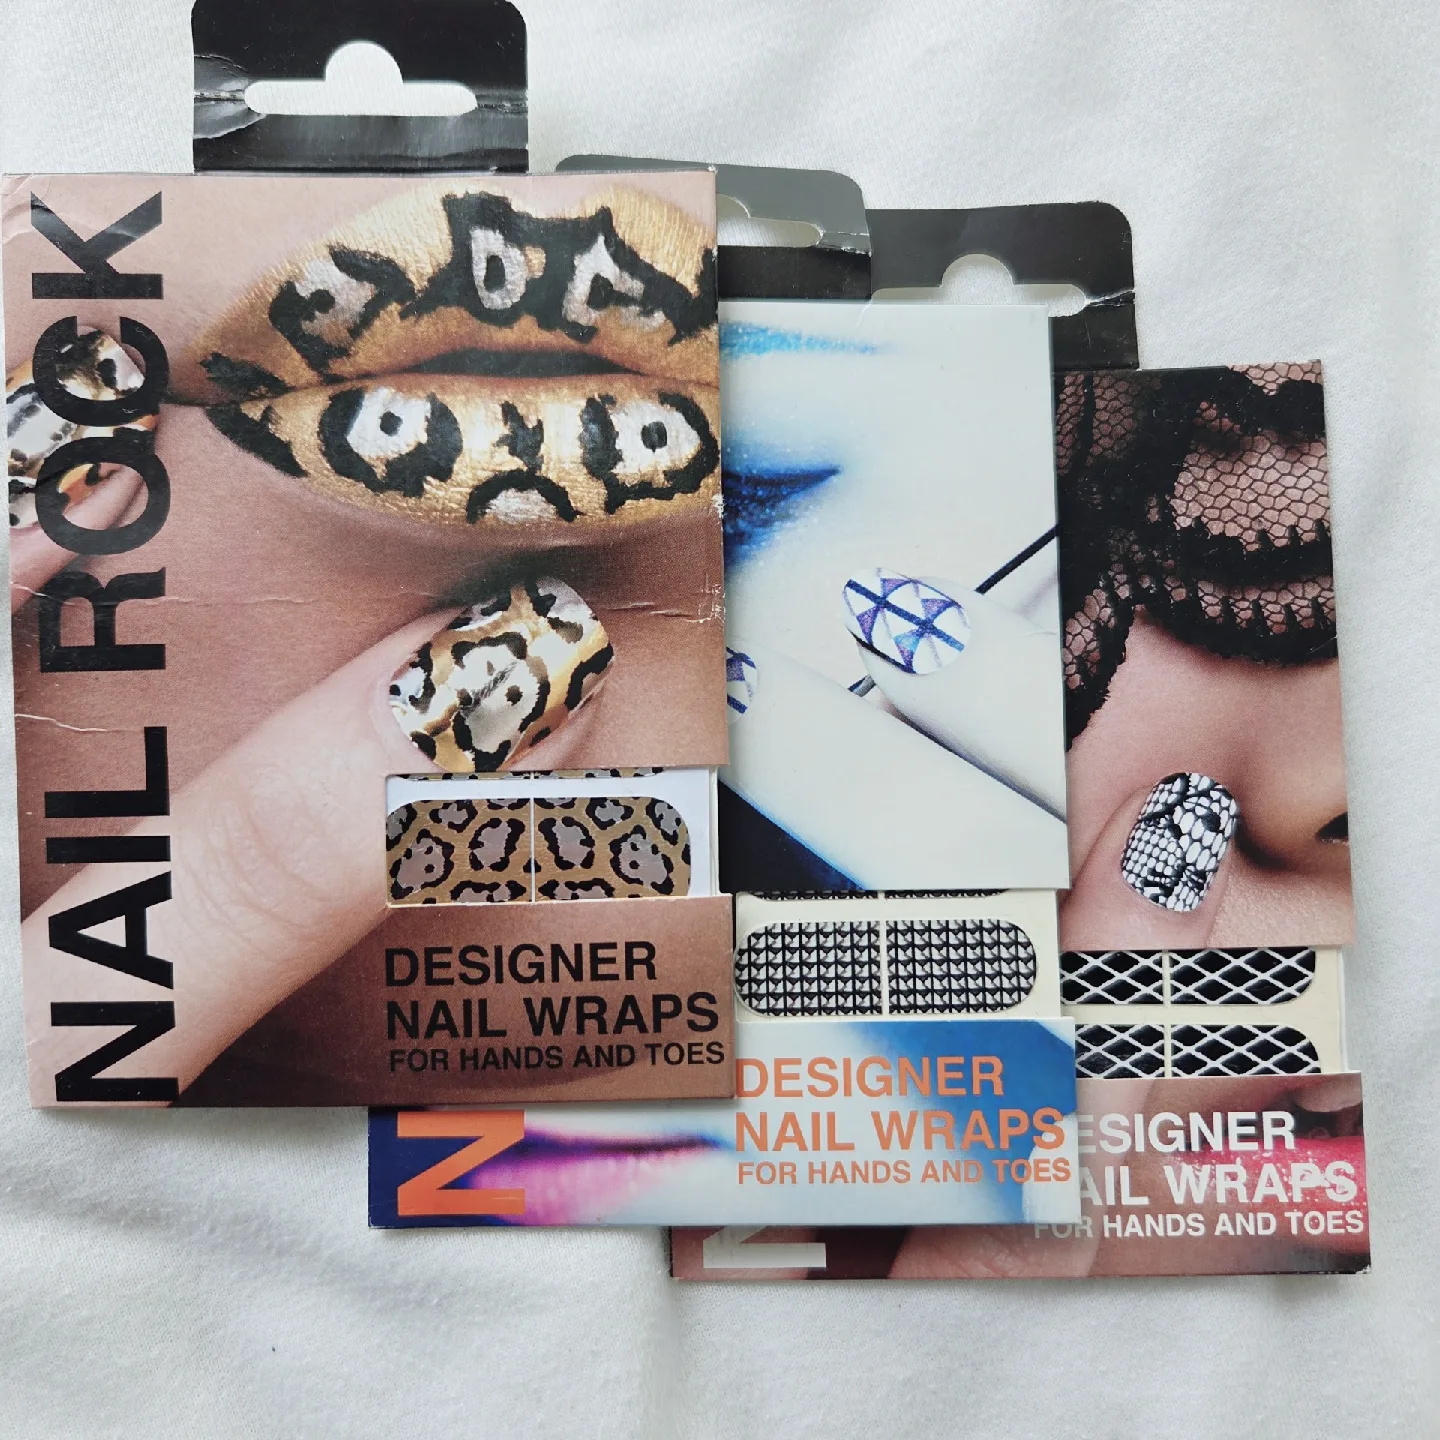 NAIL ROCK
DESIGNER
NAIL WRAPS
FOR HANDS AND TOES
N
DESIGNER
NAIL WRAPS
FOR HANDS AND TOES
N
ESIGNER
AIL WRAPS
FOR HANDS AND TOES